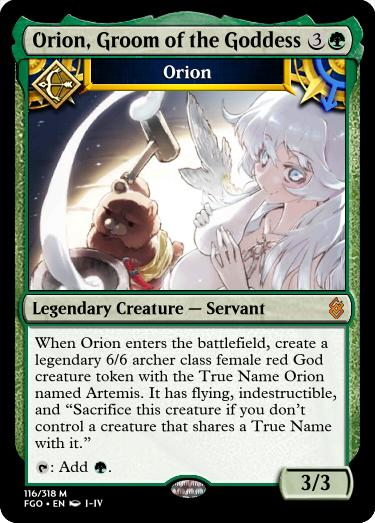 Orion, Groom of the Goddess 3
Orion
Legendary Creature — Servant
When Orion enters the battlefield, create a
legendary 6/6 archer class female red God
creature token with the True Name Orion
named Artemis. It has flying, indestructible,
and “Sacrifice this creature if you don’t
control a creature that shares a True Name
with it.”
: Add .
3/3
116/318 M
FGO • EN I-IV